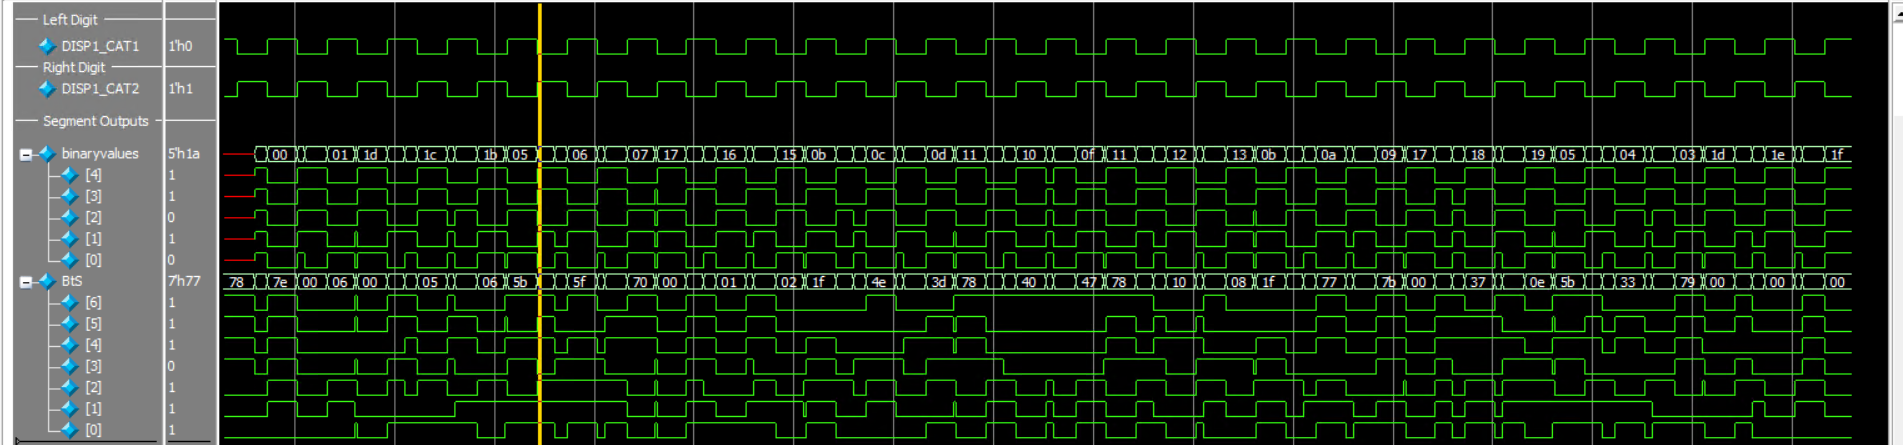 Left Digit
DISP1_CAT1 1'h0
Right Digit
DISP1_CAT2 1'h1
Segment Outputs
binaryvalues 5'h1a 00 01 1d 1c 1b 05 06 07 17 16 15 0b 0c 0d 11 10 0f 11 12 13 0b 0a 09 17 18 19 05 04 03 1d 1e 1f
[4] 1
[3] 1
[2] 0
[1] 1
[0] 0
BtS 7'h77 78 7e 00 06 00 05 06 5b 5f 70 00 01 02 1f 4e 3d 78 40 47 78 10 08 1f 77 7b 00 37 0e 5b 33 79 00 00 00
[6] 1
[5] 1
[4] 1
[3] 0
[2] 1
[1] 1
[0] 1